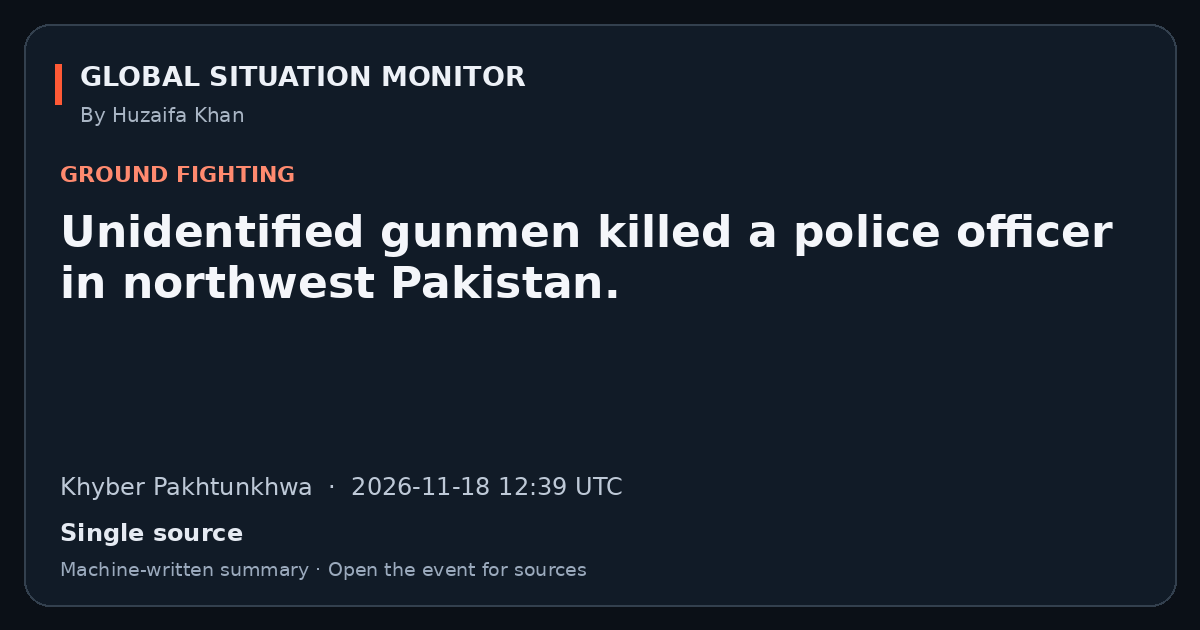 GLOBAL SITUATION MONITOR
By Huzaifa Khan
GROUND FIGHTING
Unidentified gunmen killed a police officer
in northwest Pakistan.
Khyber Pakhtunkhwa · 2026-11-18 12:39 UTC
Single source
Machine-written summary · Open the event for sources